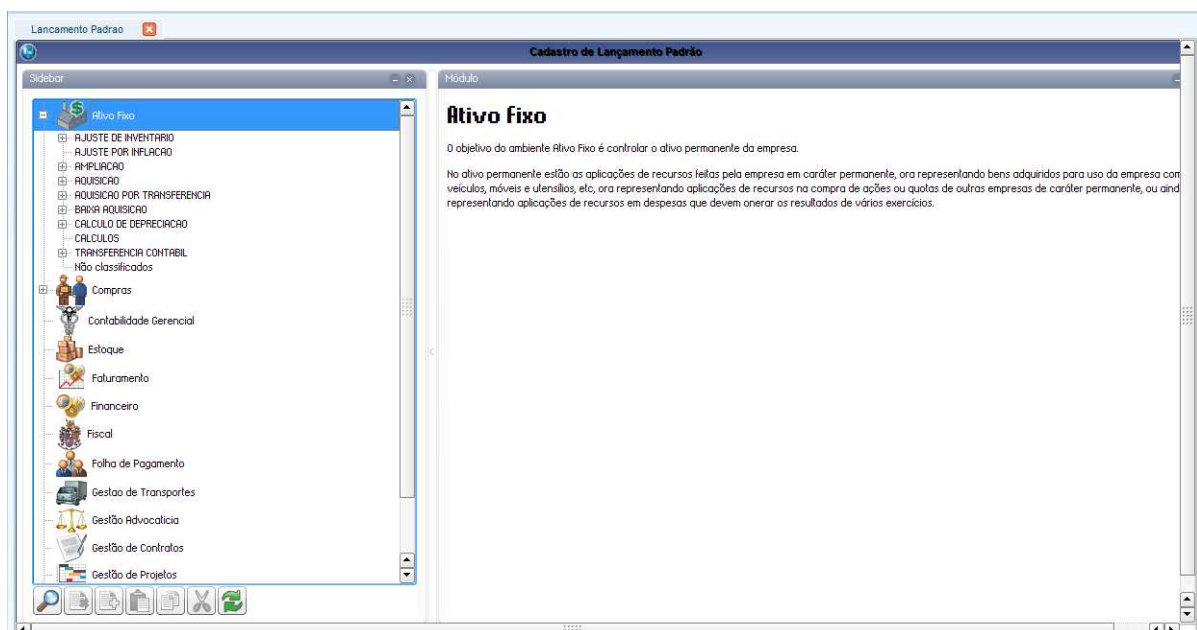 Lancamento Padrao
Cadastro de Lançamento Padrão
Sidebar
Ativo Fixo
AJUSTE DE INVENTARIO
AJUSTE POR INFLACAO
AMPLIACAO
AQUISICAO
AQUISICAO POR TRANSFERENCIA
BAIXA AQUISICAO
CALCULO DE DEPRECIACAO
CALCULOS
TRANSFERENCIA CONTABIL
Não classificados
Compras
Contabilidade Gerencial
Estoque
Faturamento
Financeiro
Fiscal
Folha de Pagamento
Gestao de Transportes
Gestão Advocaticia
Gestão de Contratos
Gestão de Projetos
Módulo
Ativo Fixo
O objetivo do ambiente Ativo Fixo é controlar o ativo permanente da empresa.
No ativo permanente estão as aplicações de recursos feitas pela empresa em caráter permanente, ora representando bens adquiridos para uso da empresa com
veículos, móveis e utensílios, etc, ora representando aplicações de recursos na compra de ações ou quotas de outras empresas de caráter permanente, ou aind
representando aplicações de recursos em despesas que devem onerar os resultados de vários exercícios.